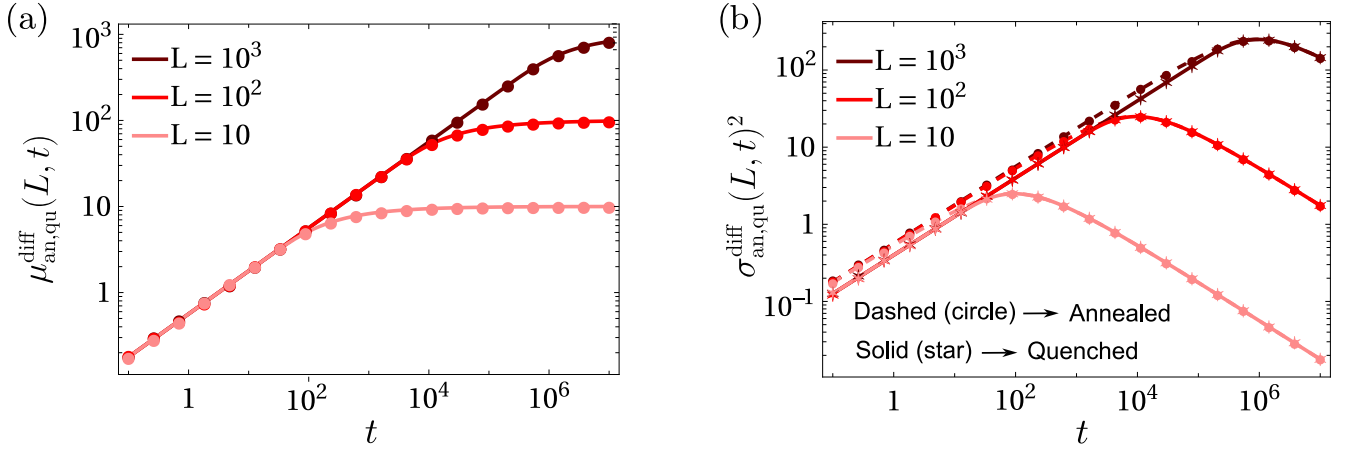 (a)
μ^diff_an,qu(L, t)
10^3
10^2
10
1
L = 10^3
L = 10^2
L = 10
1
10^2
10^4
10^6
t
(b)
σ^diff_an,qu(L, t)^2
10^2
10
1
10^-1
L = 10^3
L = 10^2
L = 10
Dashed (circle) → Annealed
Solid (star) → Quenched
1
10^2
10^4
10^6
t